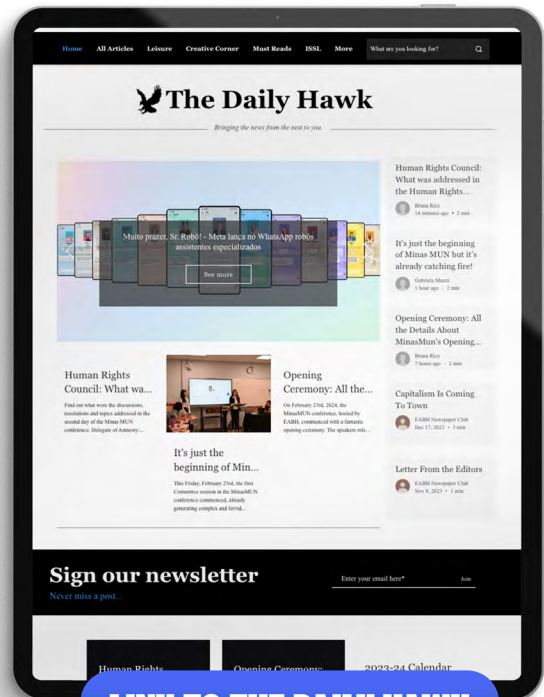 Home All Articles Leisure Creative Corner Must Reads ISSL More What are you looking for?
The Daily Hawk
Bringing the news from the nest to you.
Muito prazer, Sr. Robô! - Meta lança no WhatsApp robôs
assistentes especializados
See more
Human Rights
Council: What wa...
Find out what were the discussions,
resolutions and topics addressed in the
second day of the Minas MUN
conference. Delegate of Amnesty:...
It's just the
beginning of Min...
This Friday, February 23rd, the first
Committee session in the MinasMUN
conference commenced, already
generating complex and fervid...
Opening
Ceremony: All the...
On February 23rd, 2024, the
MinasMUN conference, hosted by
EABH, commenced with a fantastic
opening ceremony. The speakers role...
Human Rights Council:
What was addressed in
the Human Rights...
Bruna Rice
14 minutes ago • 2 min
It's just the beginning
of Minas MUN but it's
already catching fire!
Gabriela Muzzi
1 hour ago • 2 min
Opening Ceremony: All
the Details About
MinasMun's Opening...
Bruna Rice
7 hours ago • 2 min
Capitalism Is Coming
To Town
EABH Newspaper Club
Dec 17, 2023 • 3 min
Letter From the Editors
EABH Newspaper Club
Nov 8, 2023 • 1 min
Sign our newsletter
Never miss a post...
Enter your email here* Join
Human Rights
Opening Ceremony:
2023-24 Calendar